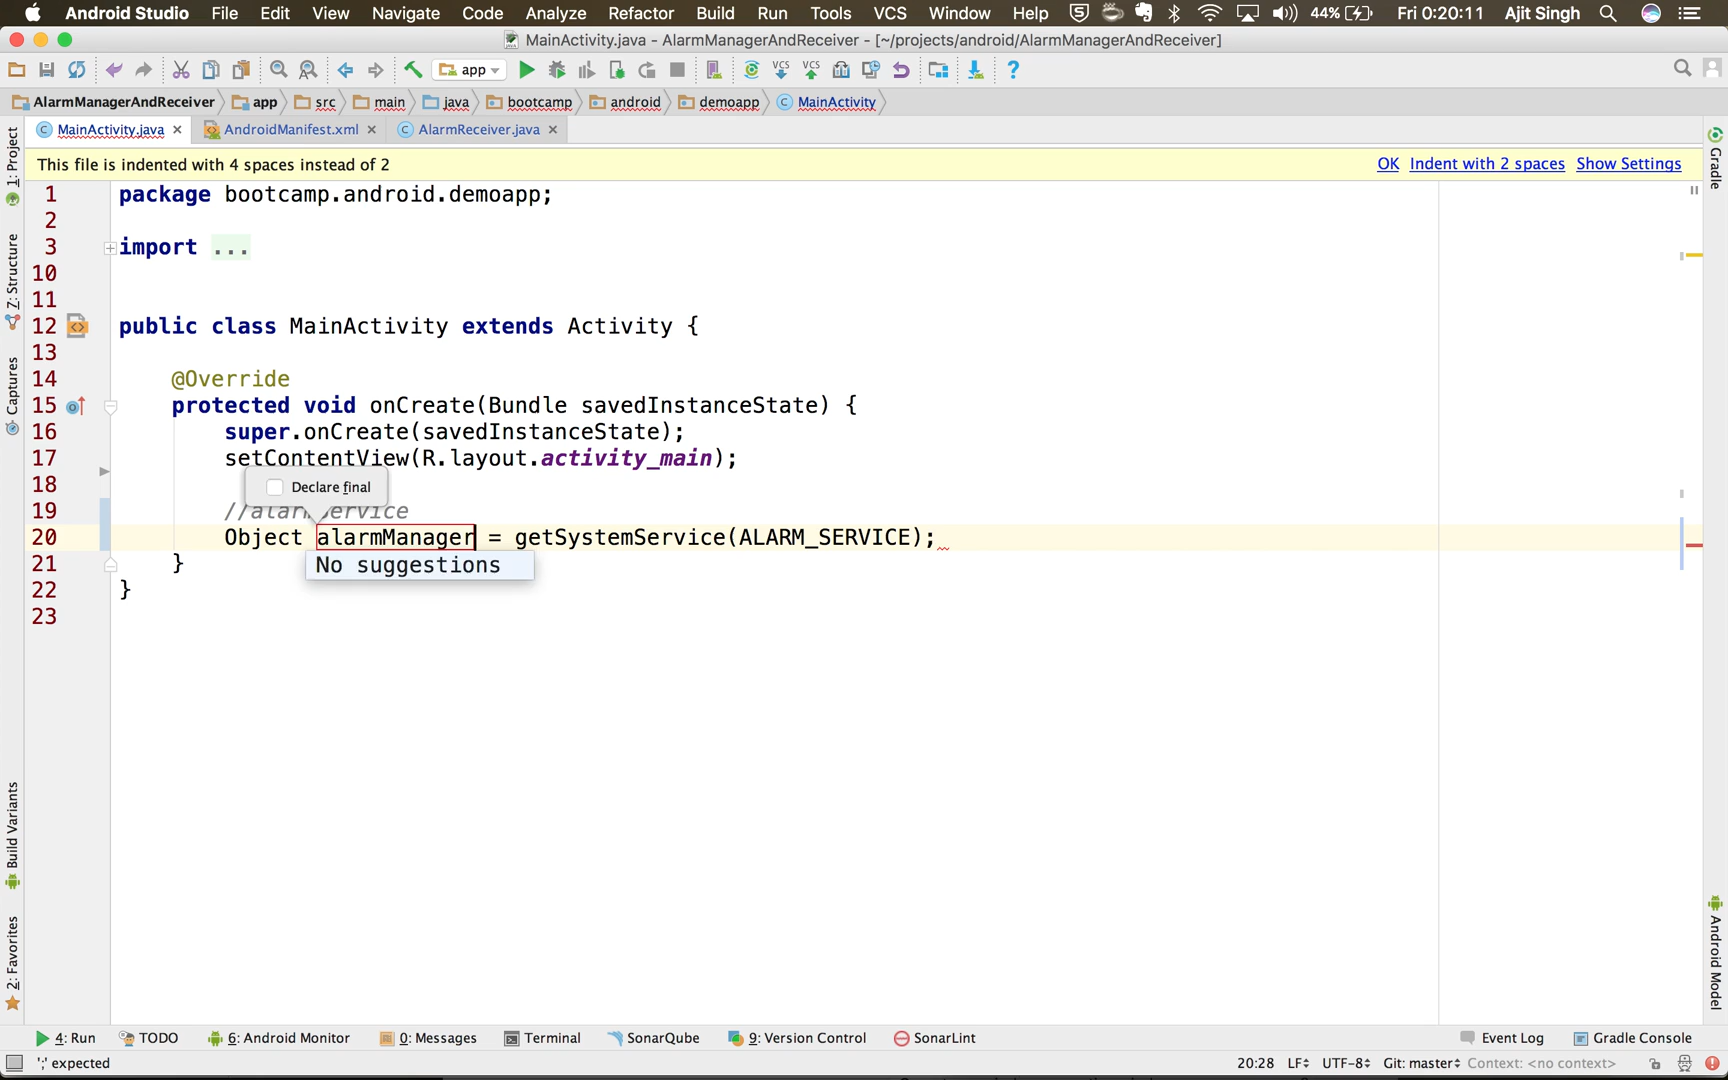 Android Studio File Edit View Navigate Code Analyze Refactor Build Run Tools VCS Window Help 44% Fri 0:20:11 Ajit Singh
MainActivity.java - AlarmManagerAndReceiver - [~/projects/android/AlarmManagerAndReceiver]
app
AlarmManagerAndReceiver app src main java bootcamp android demoapp MainActivity
MainActivity.java AndroidManifest.xml AlarmReceiver.java
This file is indented with 4 spaces instead of 2 OK Indent with 2 spaces Show Settings
1 package bootcamp.android.demoapp;
2
3 import ...
10
11
12 public class MainActivity extends Activity {
13
14 @Override
15 protected void onCreate(Bundle savedInstanceState) {
16 super.onCreate(savedInstanceState);
17 setContentView(R.layout.activity_main);
18
Declare final
19 //alarmService
20 Object alarmManager = getSystemService(ALARM_SERVICE);
21 }
No suggestions
22 }
23
1: Project
Z: Structure
Captures
Build Variants
2: Favorites
Gradle
Android Model
4: Run TODO 6: Android Monitor 0: Messages Terminal SonarQube 9: Version Control SonarLint Event Log Gradle Console
';' expected 20:28 LF UTF-8 Git: master Context: <no context>